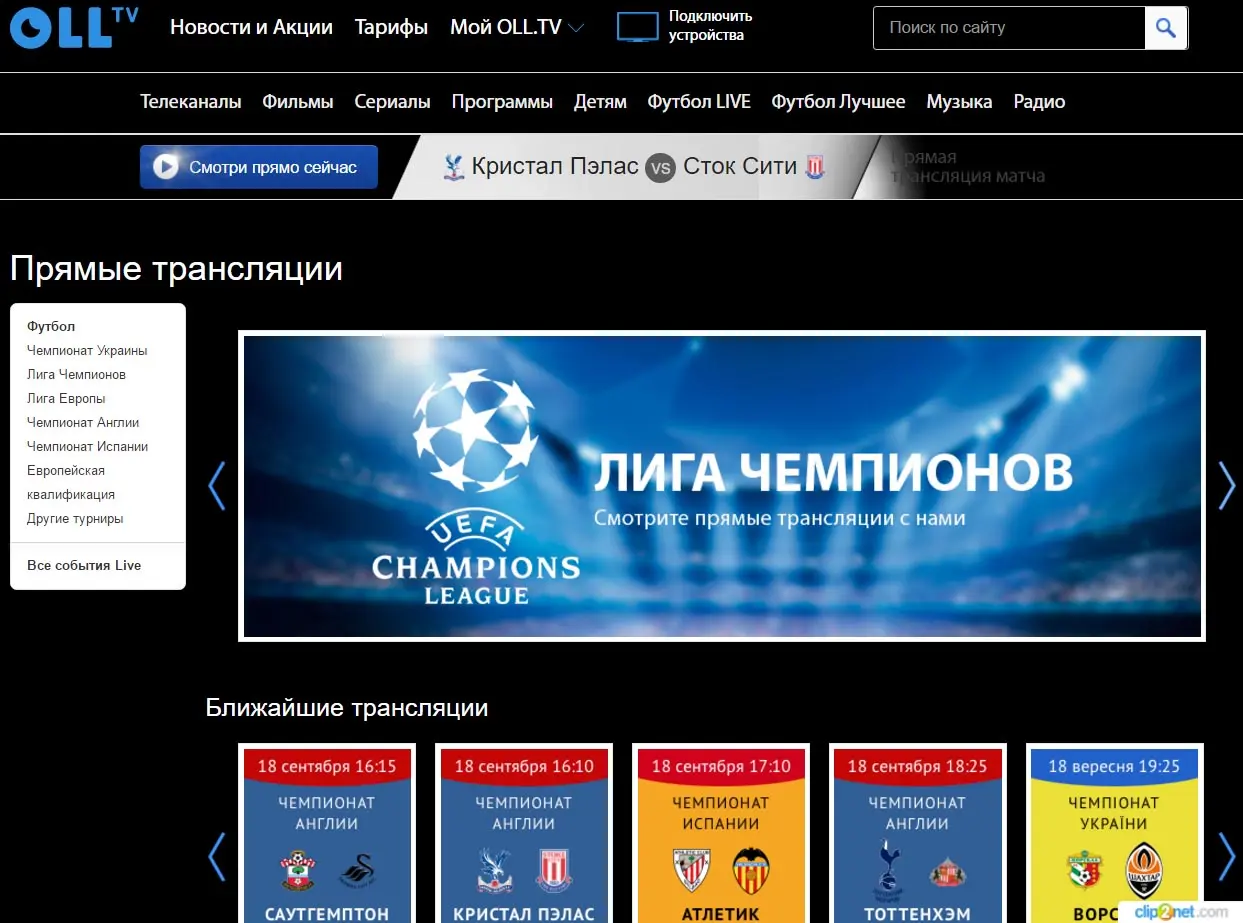 OLL TV
Новости и Акции Тарифы Мой OLL.TV
Подключить
устройства
Поиск по сайту
Телеканалы Фильмы Сериалы Программы Детям Футбол LIVE Футбол Лучшее Музыка Радио
Смотри прямо сейчас
Кристал Пэлас VS Сток Сити
Прямая
трансляция матча
Прямые трансляции
Футбол
Чемпионат Украины
Лига Чемпионов
Лига Европы
Чемпионат Англии
Чемпионат Испании
Европейская
квалификация
Другие турниры
Все события Live
UEFA
CHAMPIONS
LEAGUE
ЛИГА ЧЕМПИОНОВ
Смотрите прямые трансляции с нами
Ближайшие трансляции
18 сентября 16:15
ЧЕМПИОНАТ
АНГЛИИ
САУТГЕМПТОН
18 сентября 16:10
ЧЕМПИОНАТ
АНГЛИИ
КРИСТАЛ ПЭЛАС
18 сентября 17:10
ЧЕМПИОНАТ
ИСПАНИИ
АТЛЕТИК
18 сентября 18:25
ЧЕМПИОНАТ
АНГЛИИ
ТОТТЕНХЭМ
18 вересня 19:25
ЧЕМПІОНАТ
УКРАЇНИ
ШАХТАР
ВОРС
clip2net.com